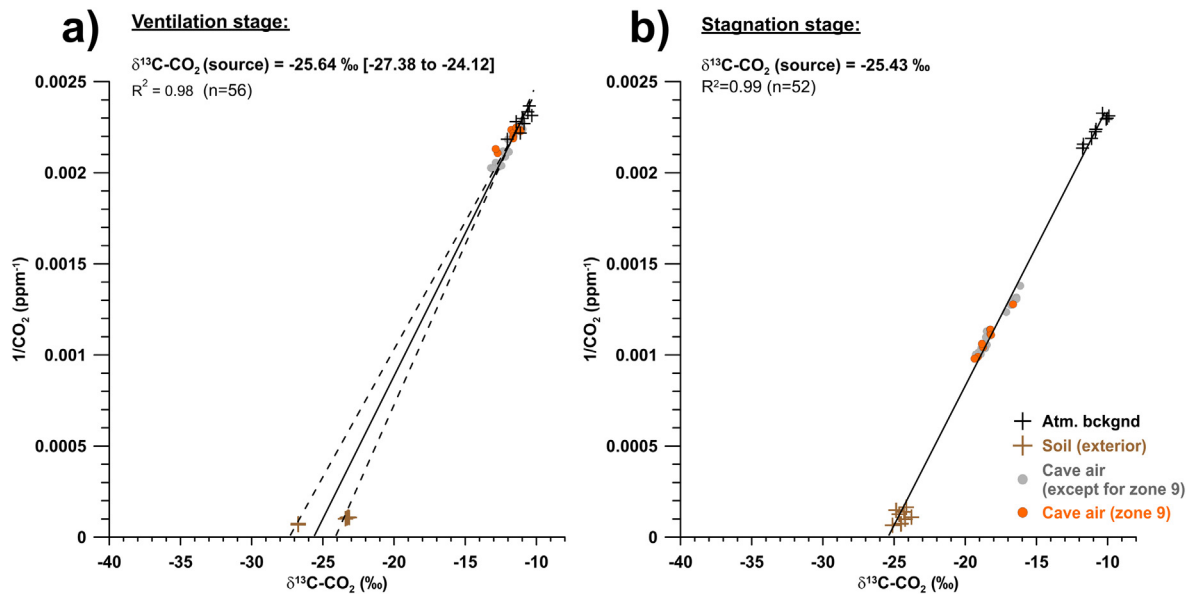 a)
Ventilation stage:
δ¹³C-CO₂ (source) = -25.64 ‰ [-27.38 to -24.12]
R² = 0.98 (n=56)
0.0025
0.002
0.0015
0.001
0.0005
0
1/CO₂ (ppm⁻¹)
-40 -35 -30 -25 -20 -15 -10
δ¹³C-CO₂ (‰)
b)
Stagnation stage:
δ¹³C-CO₂ (source) = -25.43 ‰
R²=0.99 (n=52)
0.0025
0.002
0.0015
0.001
0.0005
0
1/CO₂ (ppm⁻¹)
-40 -35 -30 -25 -20 -15 -10
δ¹³C-CO₂ (‰)
Atm. bckgnd
Soil (exterior)
Cave air
(except for zone 9)
Cave air (zone 9)